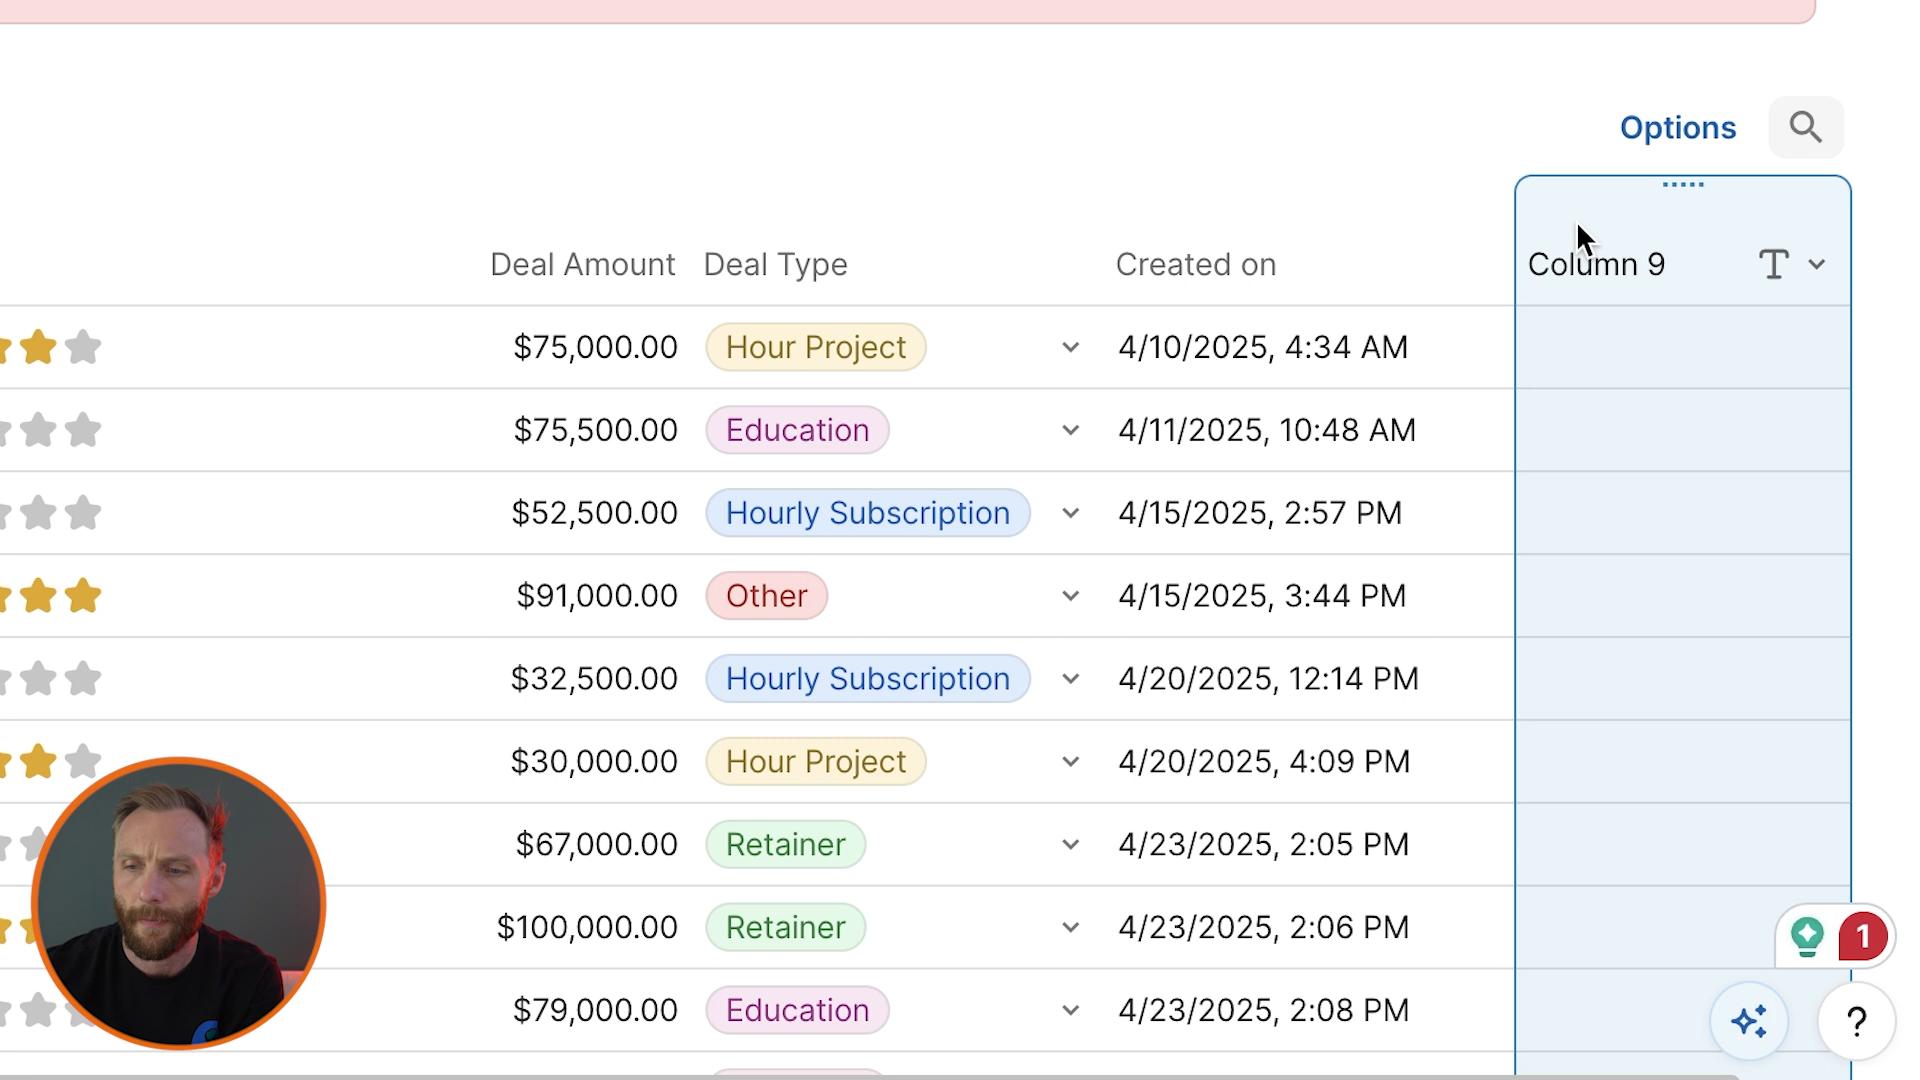 Options
Deal Amount Deal Type Created on Column 9
$75,000.00 Hour Project 4/10/2025, 4:34 AM
$75,500.00 Education 4/11/2025, 10:48 AM
$52,500.00 Hourly Subscription 4/15/2025, 2:57 PM
$91,000.00 Other 4/15/2025, 3:44 PM
$32,500.00 Hourly Subscription 4/20/2025, 12:14 PM
$30,000.00 Hour Project 4/20/2025, 4:09 PM
$67,000.00 Retainer 4/23/2025, 2:05 PM
$100,000.00 Retainer 4/23/2025, 2:06 PM
1
$79,000.00 Education 4/23/2025, 2:08 PM
?